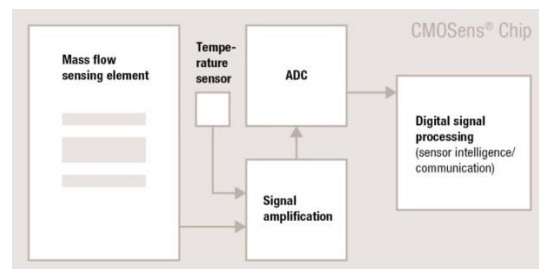 CMOSens® Chip
Mass flow
sensing element
Tempe-
rature
sensor
ADC
Digital signal
processing
(sensor intelligence/
communication)
Signal
amplification